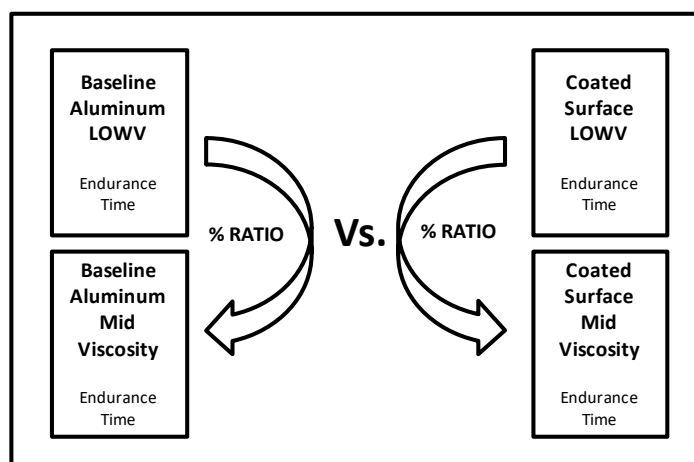 Baseline
Aluminum
LOWV
Endurance
Time
% RATIO
Baseline
Aluminum
Mid
Viscosity
Endurance
Time
Vs.
Coated
Surface
LOWV
Endurance
Time
% RATIO
Coated
Surface
Mid
Viscosity
Endurance
Time